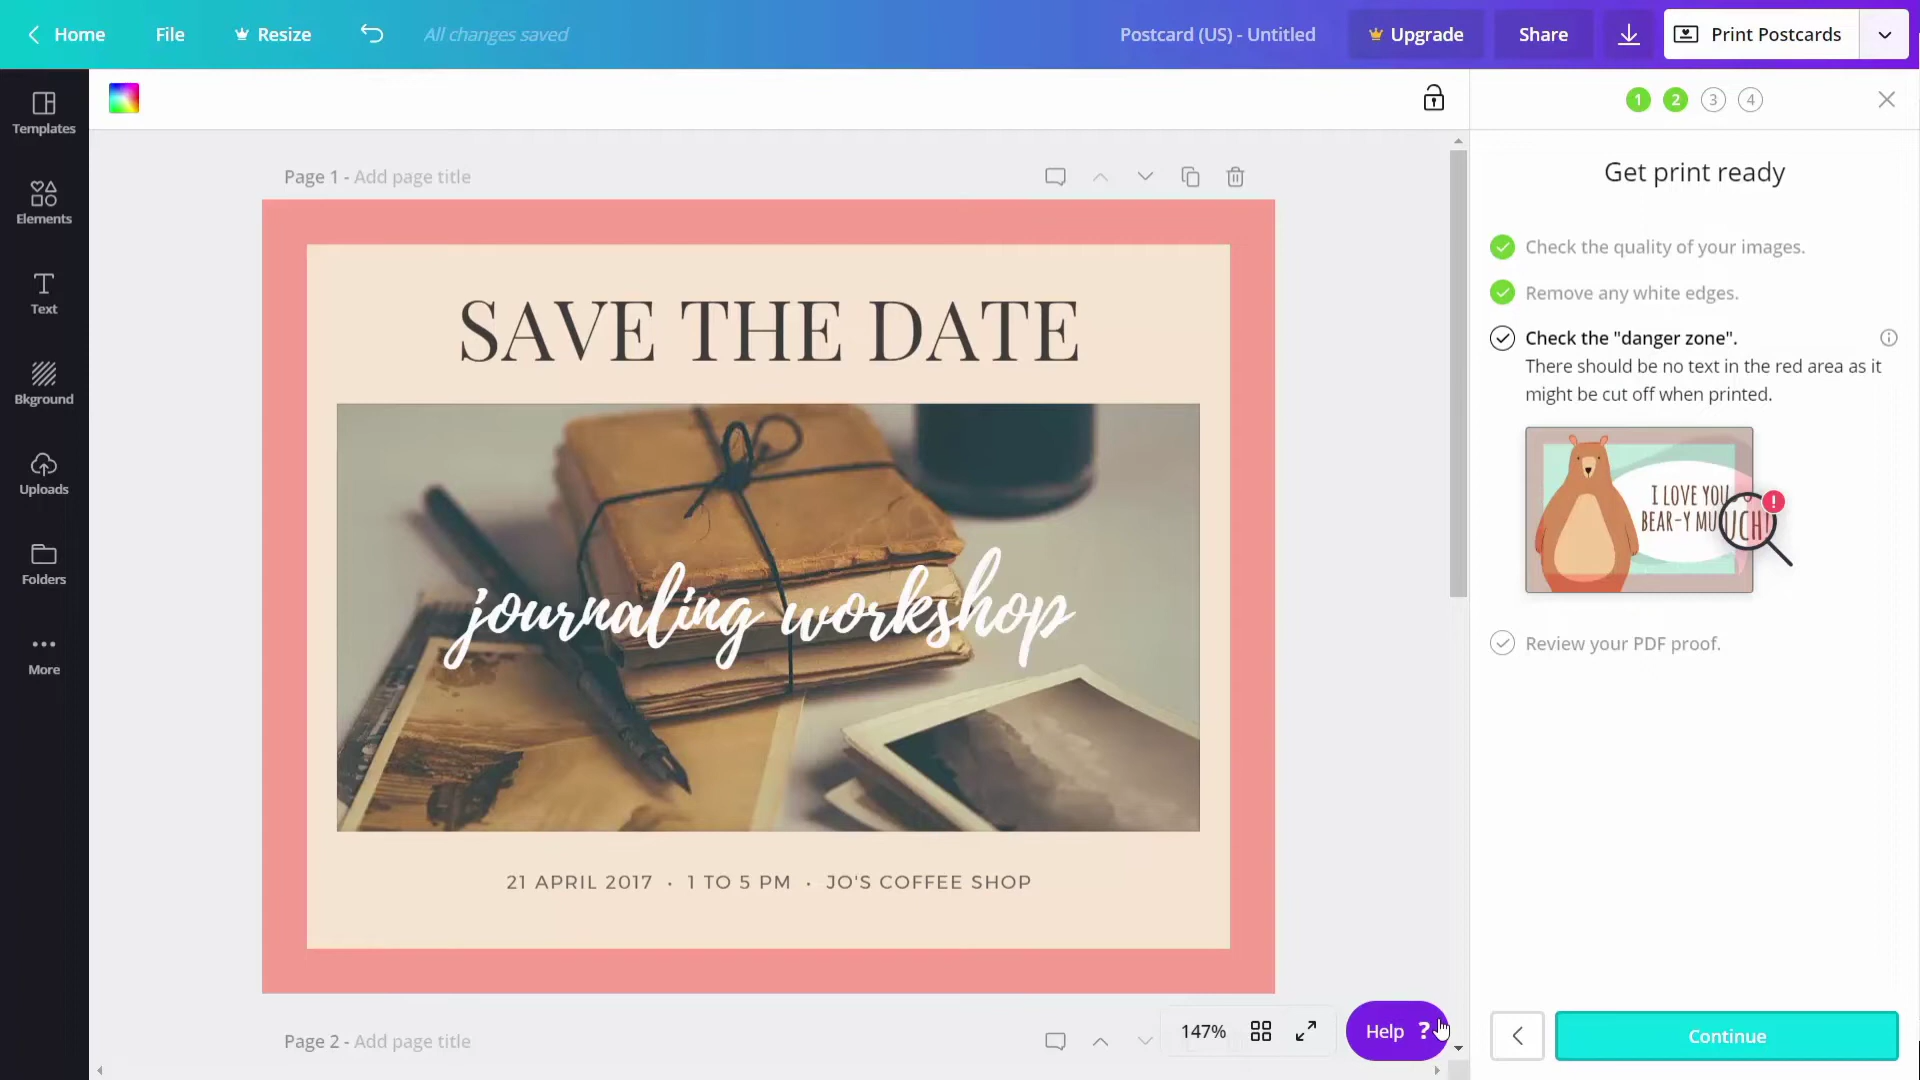 Home
File
Resize
All changes saved
Postcard (US) - Untitled
Upgrade
Share
Print Postcards
Templates
Elements
Text
Bkground
Uploads
Folders
More
Page 1 - Add page title
SAVE THE DATE
journaling workshop
21 APRIL 2017 · 1 TO 5 PM · JO'S COFFEE SHOP
Page 2 - Add page title
147%
Help ?
1 2 3 4
Get print ready
Check the quality of your images.
Remove any white edges.
Check the "danger zone".
There should be no text in the red area as it
might be cut off when printed.
I LOVE YOU
BEAR-Y MUUCH!
Review your PDF proof.
Continue